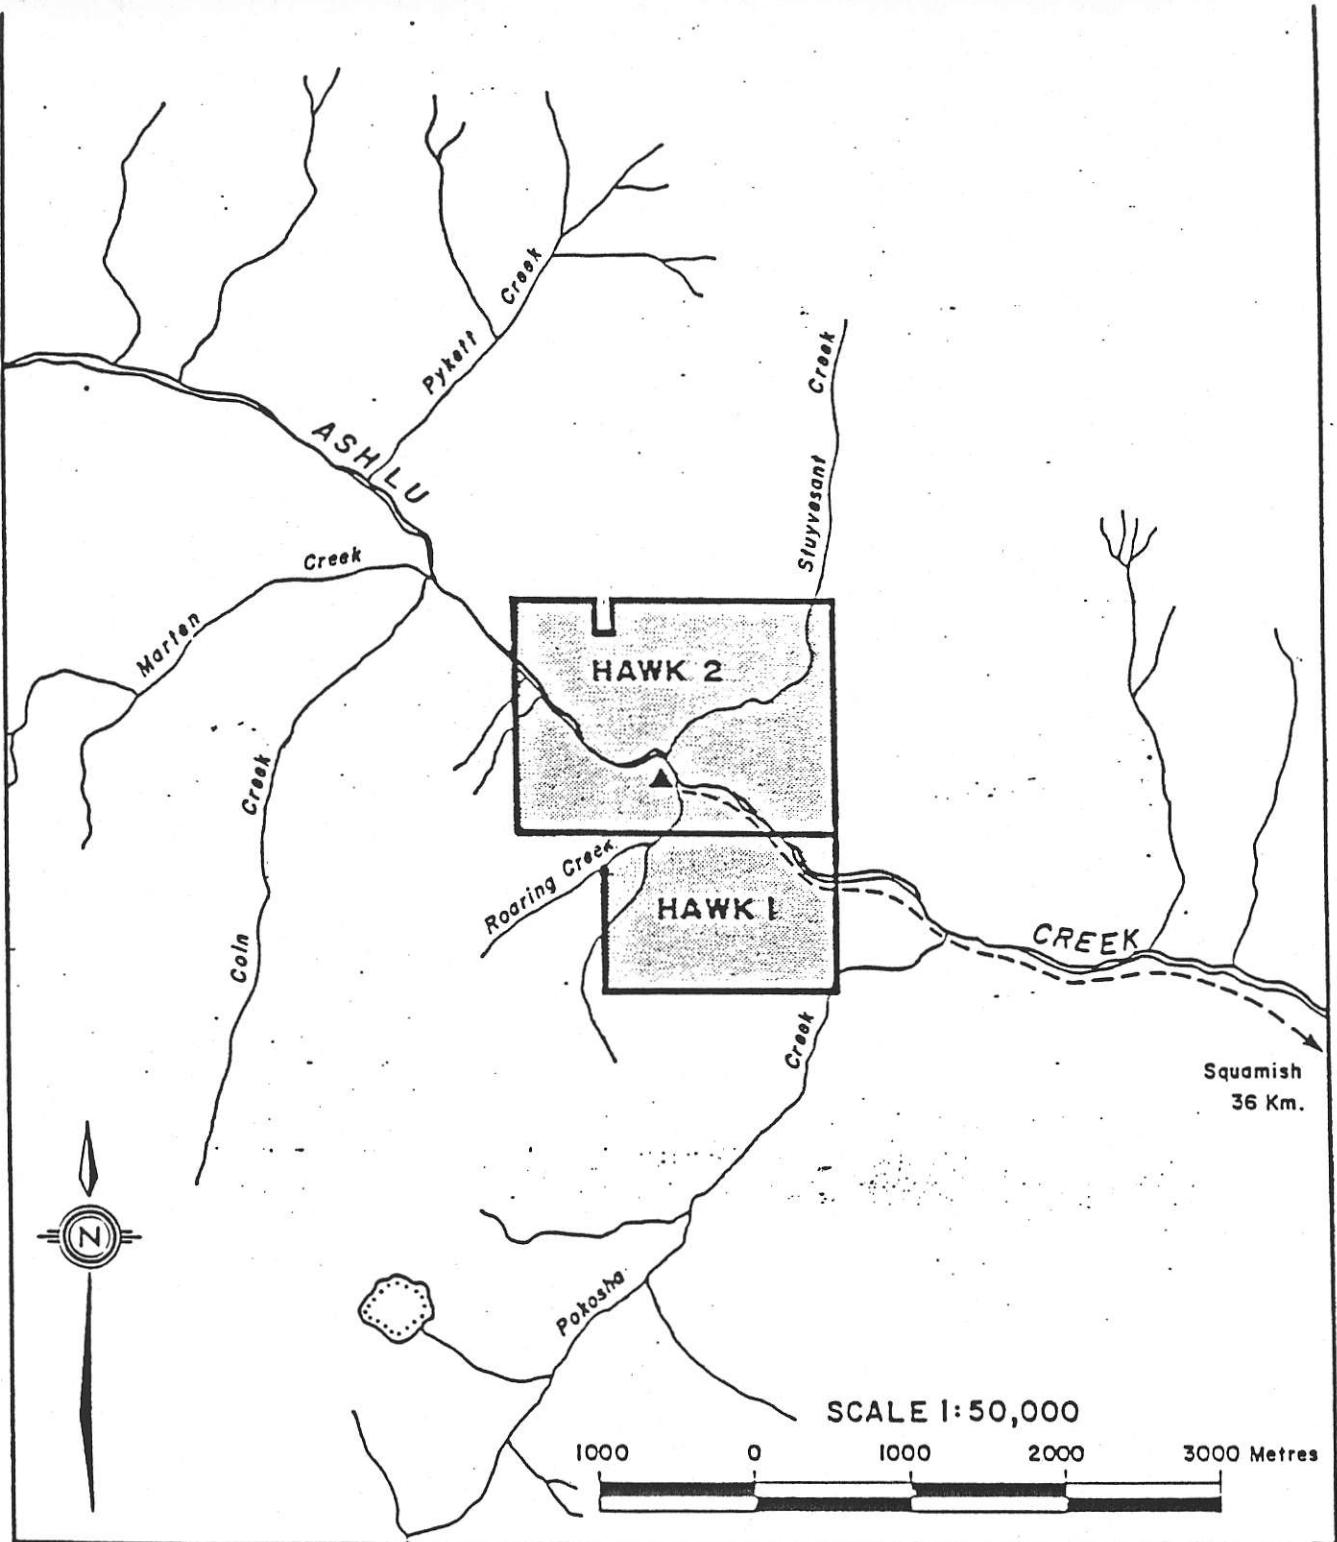 Pykett Creek
ASHLU
Stuyvesant Creek
Marten Creek
HAWK 2
Coin Creek
Roaring Creek
HAWK 1
CREEK
Squamish
36 Km.
Pokosha Creek
N
SCALE 1:50,000
1000 0 1000 2000 3000 Metres